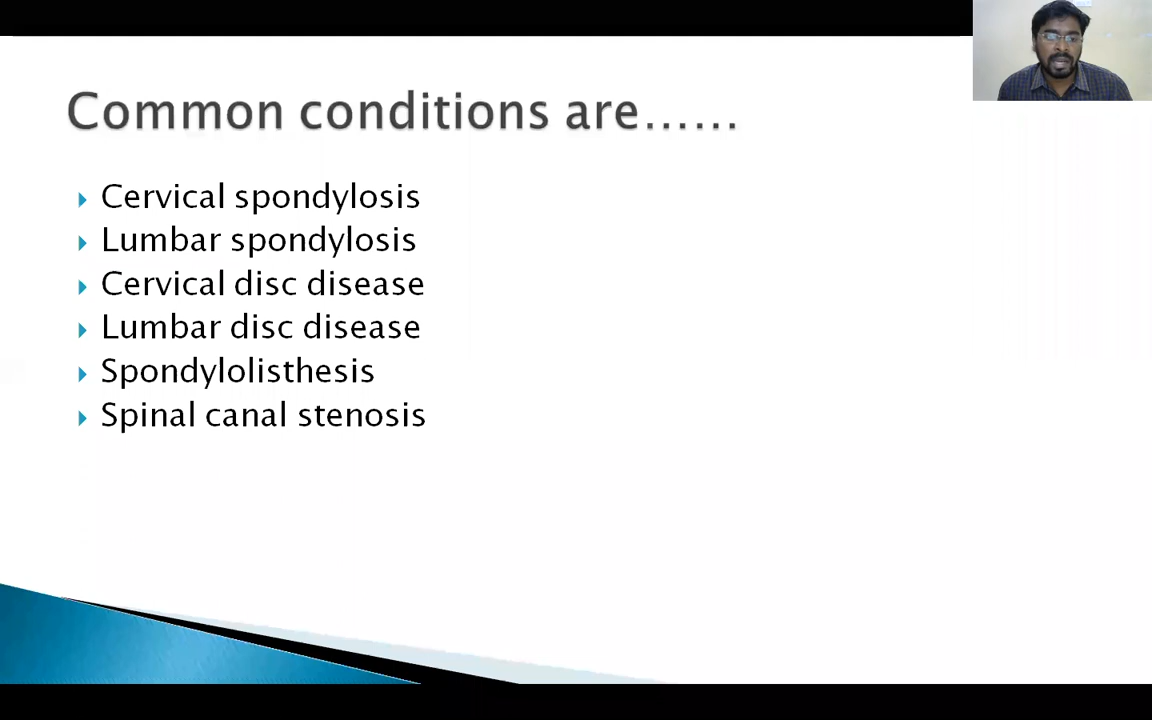 Common conditions are……
Cervical spondylosis
Lumbar spondylosis
Cervical disc disease
Lumbar disc disease
Spondylolisthesis
Spinal canal stenosis